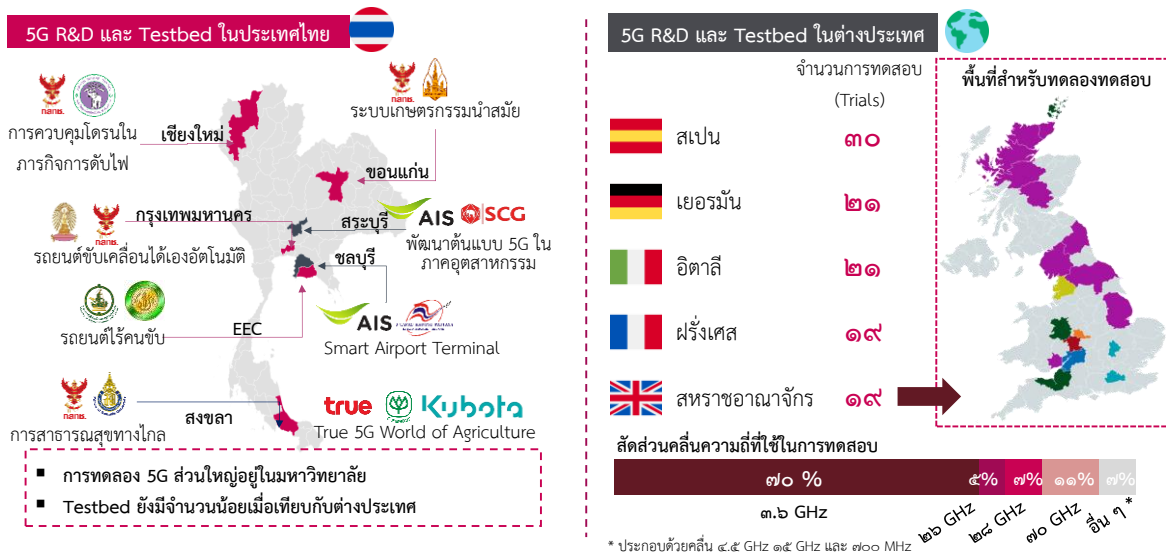 5G R&D และ Testbed ในประเทศไทย
กสทช.
การควบคุมโดรนใน
ภารกิจการดับไฟ
เชียงใหม่
กสทช.
ระบบเกษตรกรรมนำสมัย
ขอนแก่น
กสทช.
กรุงเทพมหานคร
รถยนต์ขับเคลื่อนได้เองอัตโนมัติ
สระบุรี
AIS SCG
พัฒนาต้นแบบ 5G ใน
ภาคอุตสาหกรรม
ชลบุรี
รถยนต์ไร้คนขับ
EEC
AIS
Smart Airport Terminal
กสทช.
การสาธารณสุขทางไกล
สงขลา
true Kubota
True 5G World of Agriculture
▪ การทดลอง 5G ส่วนใหญ่อยู่ในมหาวิทยาลัย
▪ Testbed ยังมีจำนวนน้อยเมื่อเทียบกับต่างประเทศ
5G R&D และ Testbed ในต่างประเทศ
จำนวนการทดสอบ
(Trials)
สเปน ๓๐
เยอรมัน ๒๑
อิตาลี ๒๑
ฝรั่งเศส ๑๙
สหราชอาณาจักร ๑๙
พื้นที่สำหรับทดลองทดสอบ
สัดส่วนคลื่นความถี่ที่ใช้ในการทดสอบ
๗๐ % ๕% ๗% ๑๑% ๗%
๓.๖ GHz ๒๖ GHz ๒๘ GHz ๗๐ GHz อื่น ๆ *
* ประกอบด้วยคลื่น ๔.๕ GHz ๑๕ GHz และ ๗๐๐ MHz